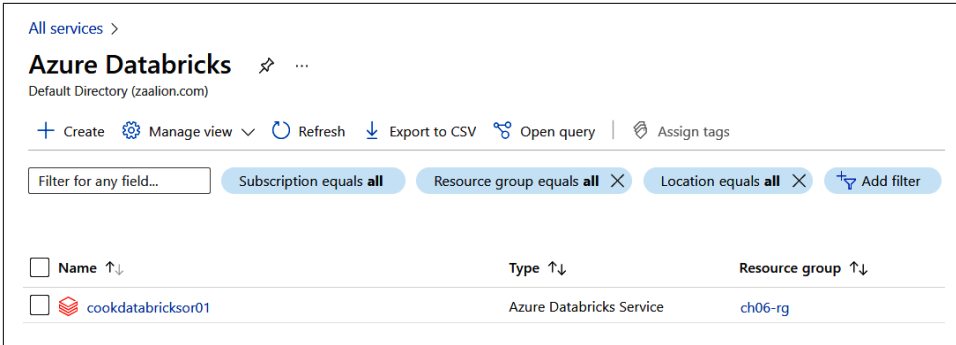 All services >
Azure Databricks ...
Default Directory (zaalion.com)
+ Create Manage view Refresh Export to CSV Open query Assign tags
Filter for any field... Subscription equals all Resource group equals all Location equals all Add filter
Name ↑↓ Type ↑↓ Resource group ↑↓
cookdatabricksor01 Azure Databricks Service ch06-rg